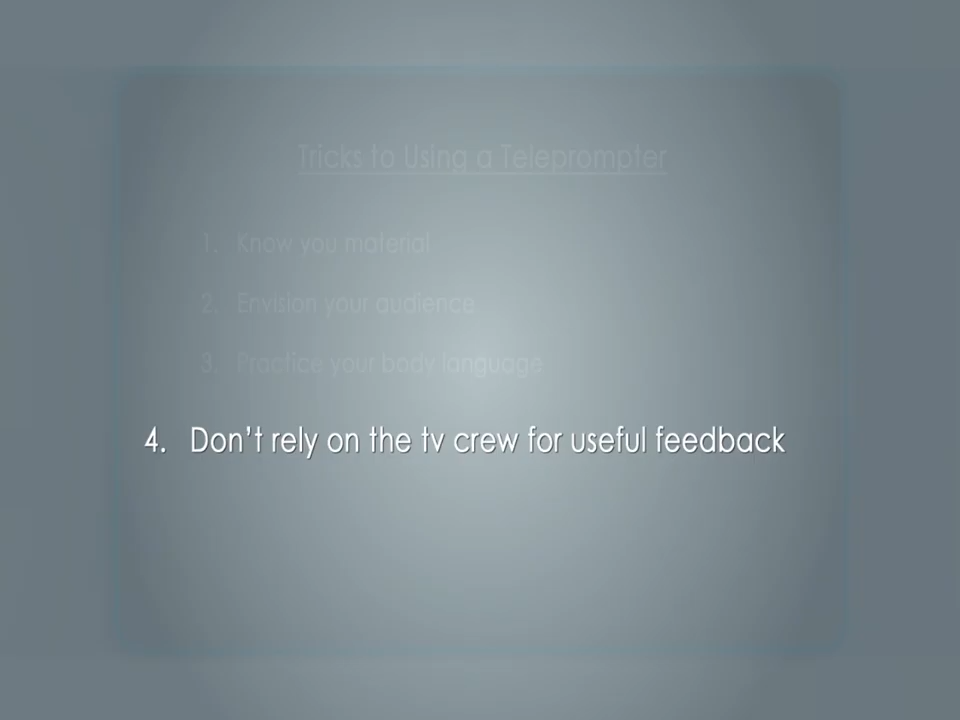 Tricks to Using a Teleprompter
1. Know you material
2. Envision your audience
3. Practice your body language
4. Don't rely on the tv crew for useful feedback